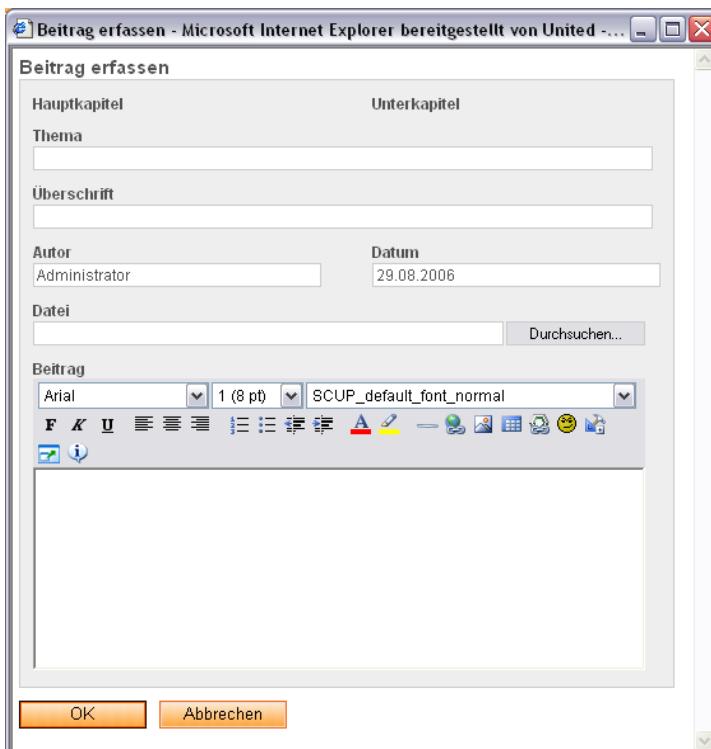 Beitrag erfassen - Microsoft Internet Explorer bereitgestellt von United -...
Beitrag erfassen
Hauptkapitel Unterkapitel
Thema
Überschrift
Autor Datum
Administrator 29.08.2006
Datei
Durchsuchen...
Beitrag
Arial 1 (8 pt) SCUP_default_font_normal
F K U
OK Abbrechen